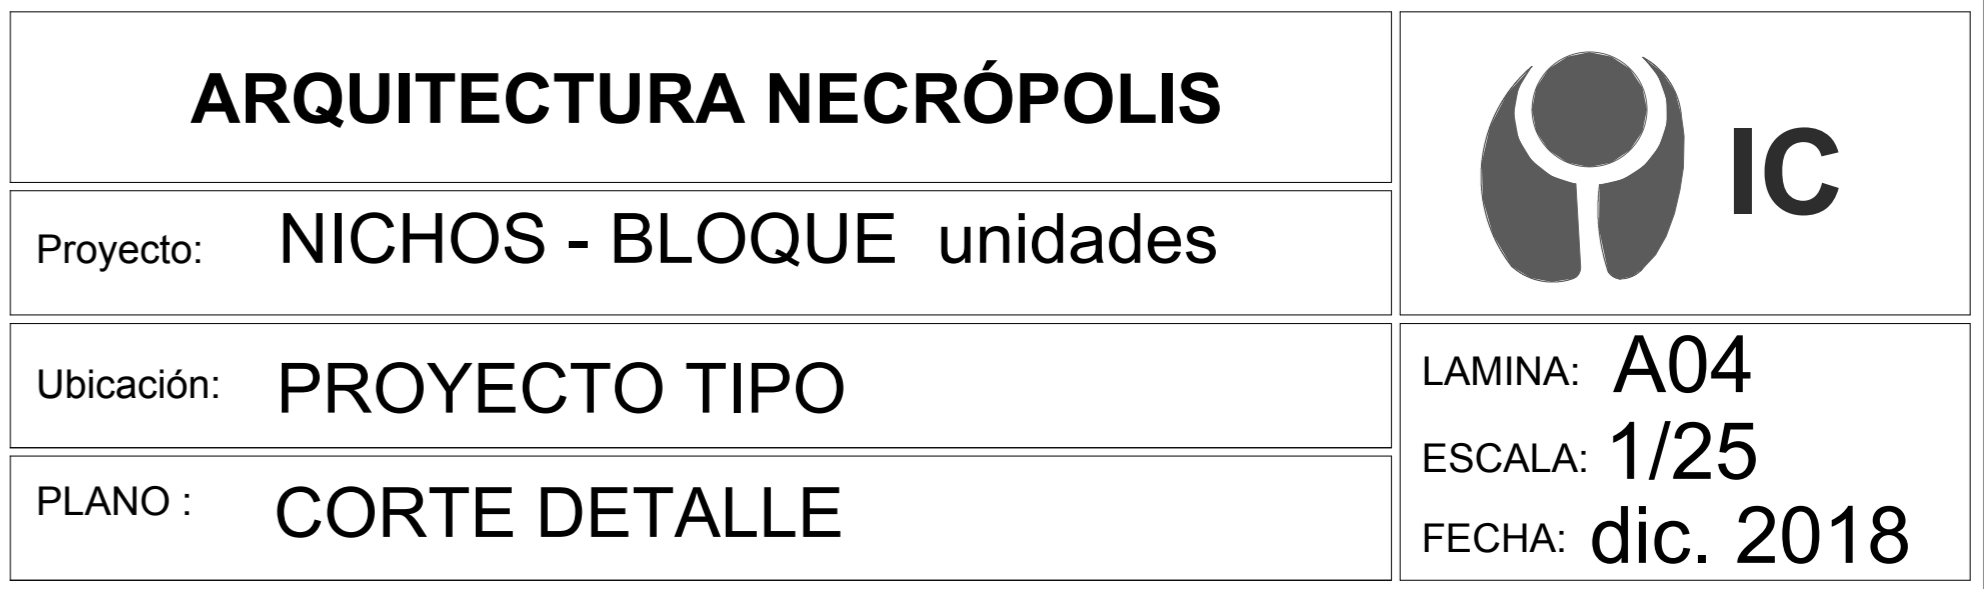 ARQUITECTURA NECRÓPOLIS
IC
Proyecto: NICHOS - BLOQUE unidades
Ubicación: PROYECTO TIPO
PLANO : CORTE DETALLE
LAMINA: A04
ESCALA: 1/25
FECHA: dic. 2018